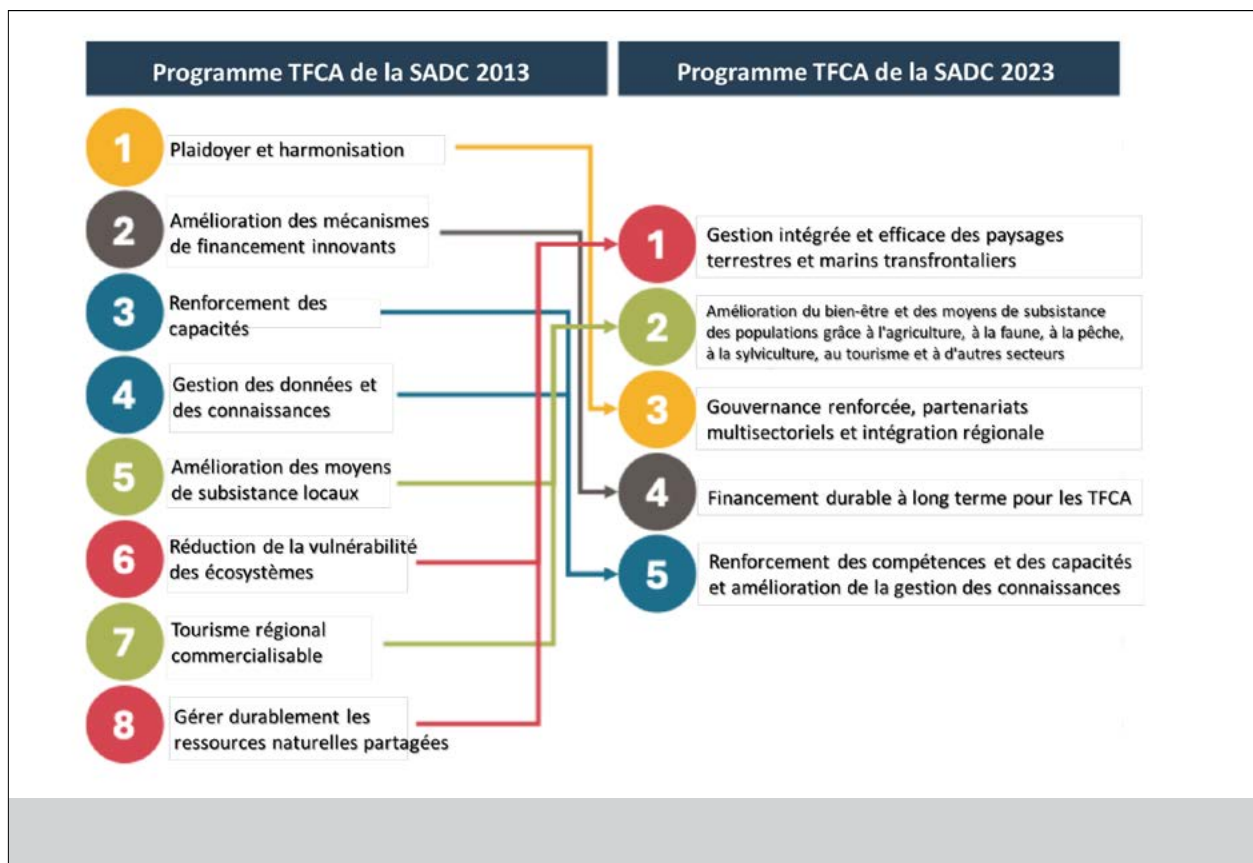 Programme TFCA de la SADC 2013
1
Plaidoyer et harmonisation
2
Amélioration des mécanismes
de financement innovants
3
Renforcement des
capacités
4
Gestion des données et
des connaissances
5
Amélioration des moyens
de subsistance locaux
6
Réduction de la vulnérabilité
des écosystèmes
7
Tourisme régional
commercialisable
8
Gérer durablement les
ressources naturelles partagées
Programme TFCA de la SADC 2023
1
Gestion intégrée et efficace des paysages
terrestres et marins transfrontaliers
2
Amélioration du bien-être et des moyens de subsistance
des populations grâce à l'agriculture, à la faune, à la pêche,
à la sylviculture, au tourisme et à d'autres secteurs
3
Gouvernance renforcée, partenariats
multisectoriels et intégration régionale
4
Financement durable à long terme pour les TFCA
5
Renforcement des compétences et des capacités
et amélioration de la gestion des connaissances